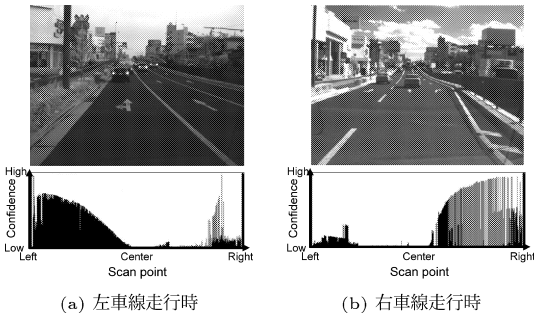 High
Confidence
Low
Left
Center
Right
Scan point
(a) 左車線走行時
High
Confidence
Low
Left
Center
Right
Scan point
(b) 右車線走行時